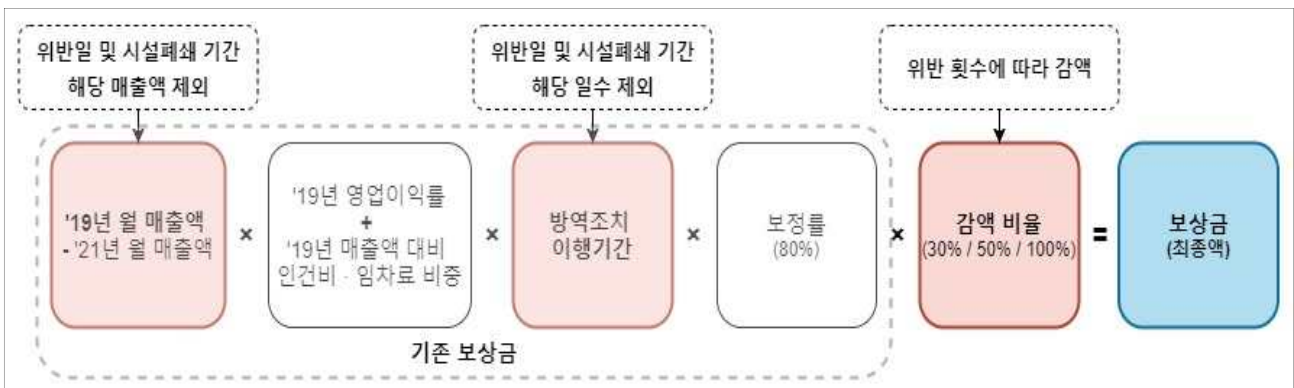 위반일 및 시설폐쇄 기간
해당 매출액 제외
위반일 및 시설폐쇄 기간
해당 일수 제외
위반 횟수에 따라 감액
'19년 월 매출액
- '21년 월 매출액
×
'19년 영업이익률
+
'19년 매출액 대비
인건비 · 임차료 비중
×
방역조치
이행기간
×
보정률
(80%)
×
감액 비율
(30% / 50% / 100%)
=
보상금
(최종액)
기존 보상금